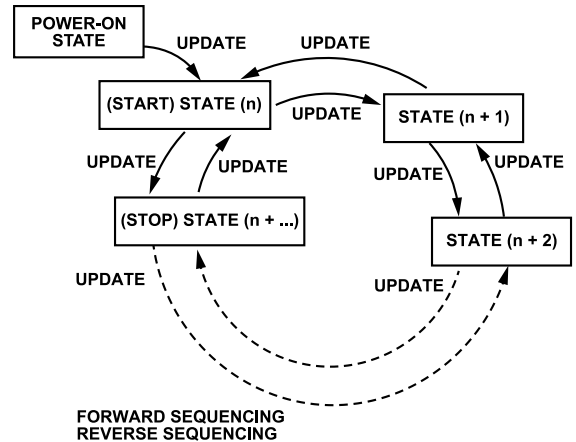 POWER-ON
STATE
UPDATE
UPDATE
(START) STATE (n)
UPDATE
STATE (n + 1)
UPDATE
UPDATE
UPDATE
UPDATE
(STOP) STATE (n + ...)
STATE (n + 2)
UPDATE
UPDATE
FORWARD SEQUENCING
REVERSE SEQUENCING